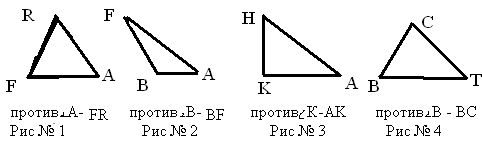 R F H C
F A B A K A B T
против∠A- FR против∠B- BF против∠K-AK против∠B - BC
Рис № 1 Рис № 2 Рис № 3 Рис № 4